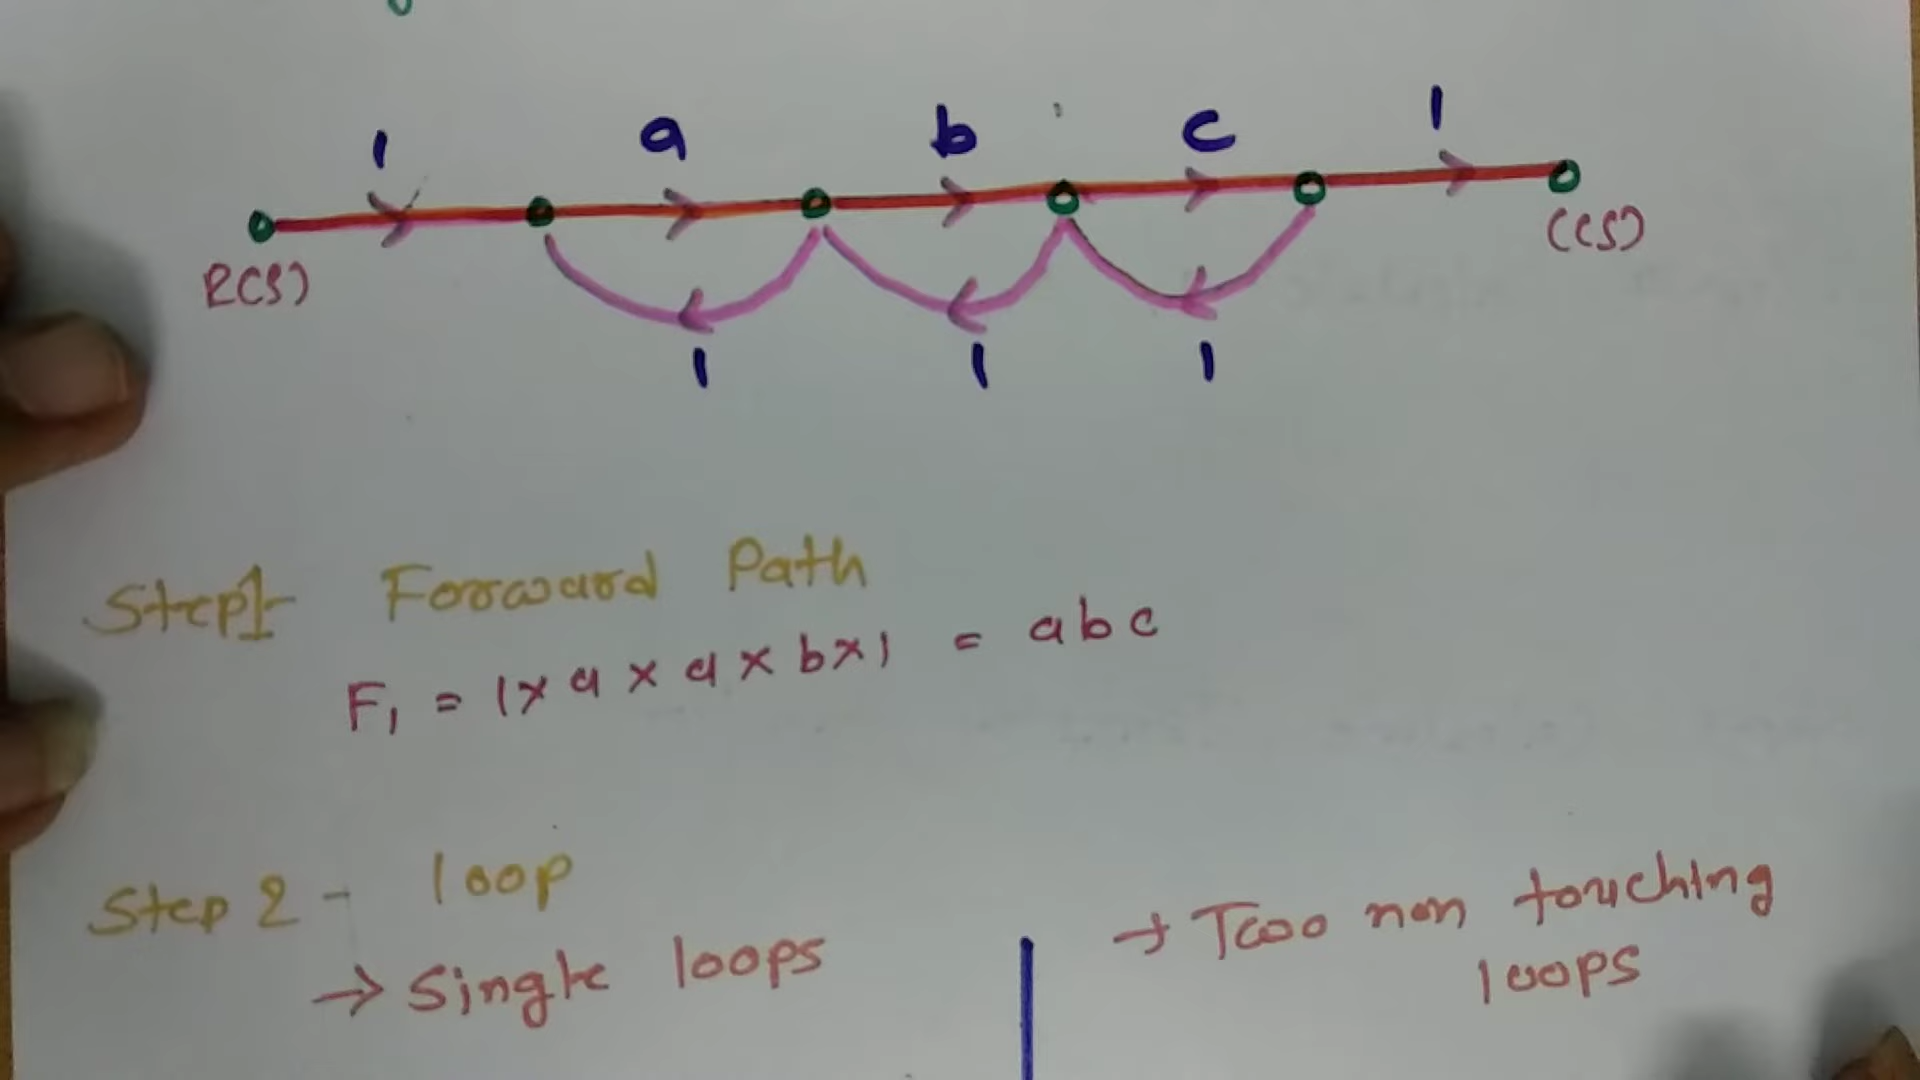 1 a b c 1
R(S) C(S)
1 1 1
Step1- Forward Path
F1 = 1 x a x a x b x 1 = abc
Step 2 - loop
→ Single loops
→ Two non touching
loops